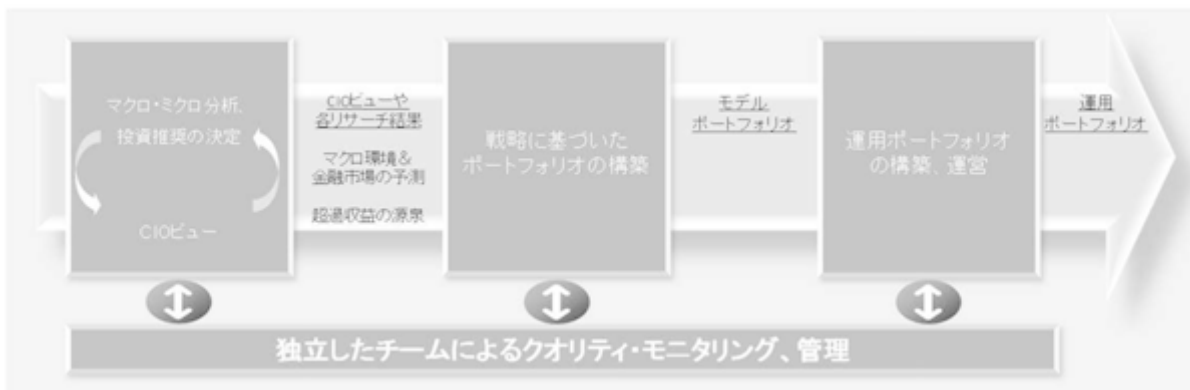 マクロ・ミクロ分析、
投資推奨の決定
CIOビュー
CIOビューや
各リサーチ結果
マクロ環境＆
金融市場の予測
超過収益の源泉
戦略に基づいた
ポートフォリオの構築
モデル
ポートフォリオ
運用ポートフォリオ
の構築、運営
運用
ポートフォリオ
独立したチームによるクオリティ・モニタリング、管理